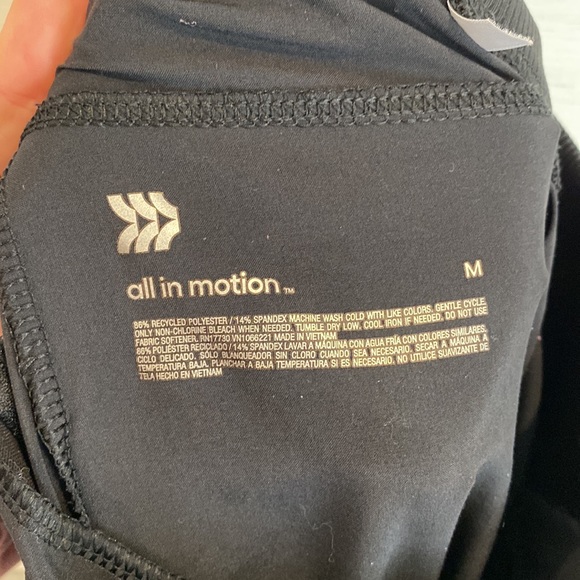 all in motion™
M
86% RECYCLED POLYESTER / 14% SPANDEX MACHINE WASH COLD WITH LIKE COLORS. GENTLE CYCLE.
ONLY NON-CHLORINE BLEACH WHEN NEEDED. TUMBLE DRY LOW. COOL IRON IF NEEDED. DO NOT USE
FABRIC SOFTENER. RN17730 VN1066221 MADE IN VIETNAM
86% POLIÉSTER RECICLADO / 14% SPANDEX LAVAR A MÁQUINA CON AGUA FRÍA CON COLORES SIMILARES.
CICLO DELICADO. SÓLO BLANQUEADOR SIN CLORO CUANDO SEA NECESARIO. SECAR A MÁQUINA A
TEMPERATURA BAJA. PLANCHAR A BAJA TEMPERATURA SI ES NECESARIO. NO UTILICE SUAVIZANTE DE
TELA HECHO EN VIETNAM